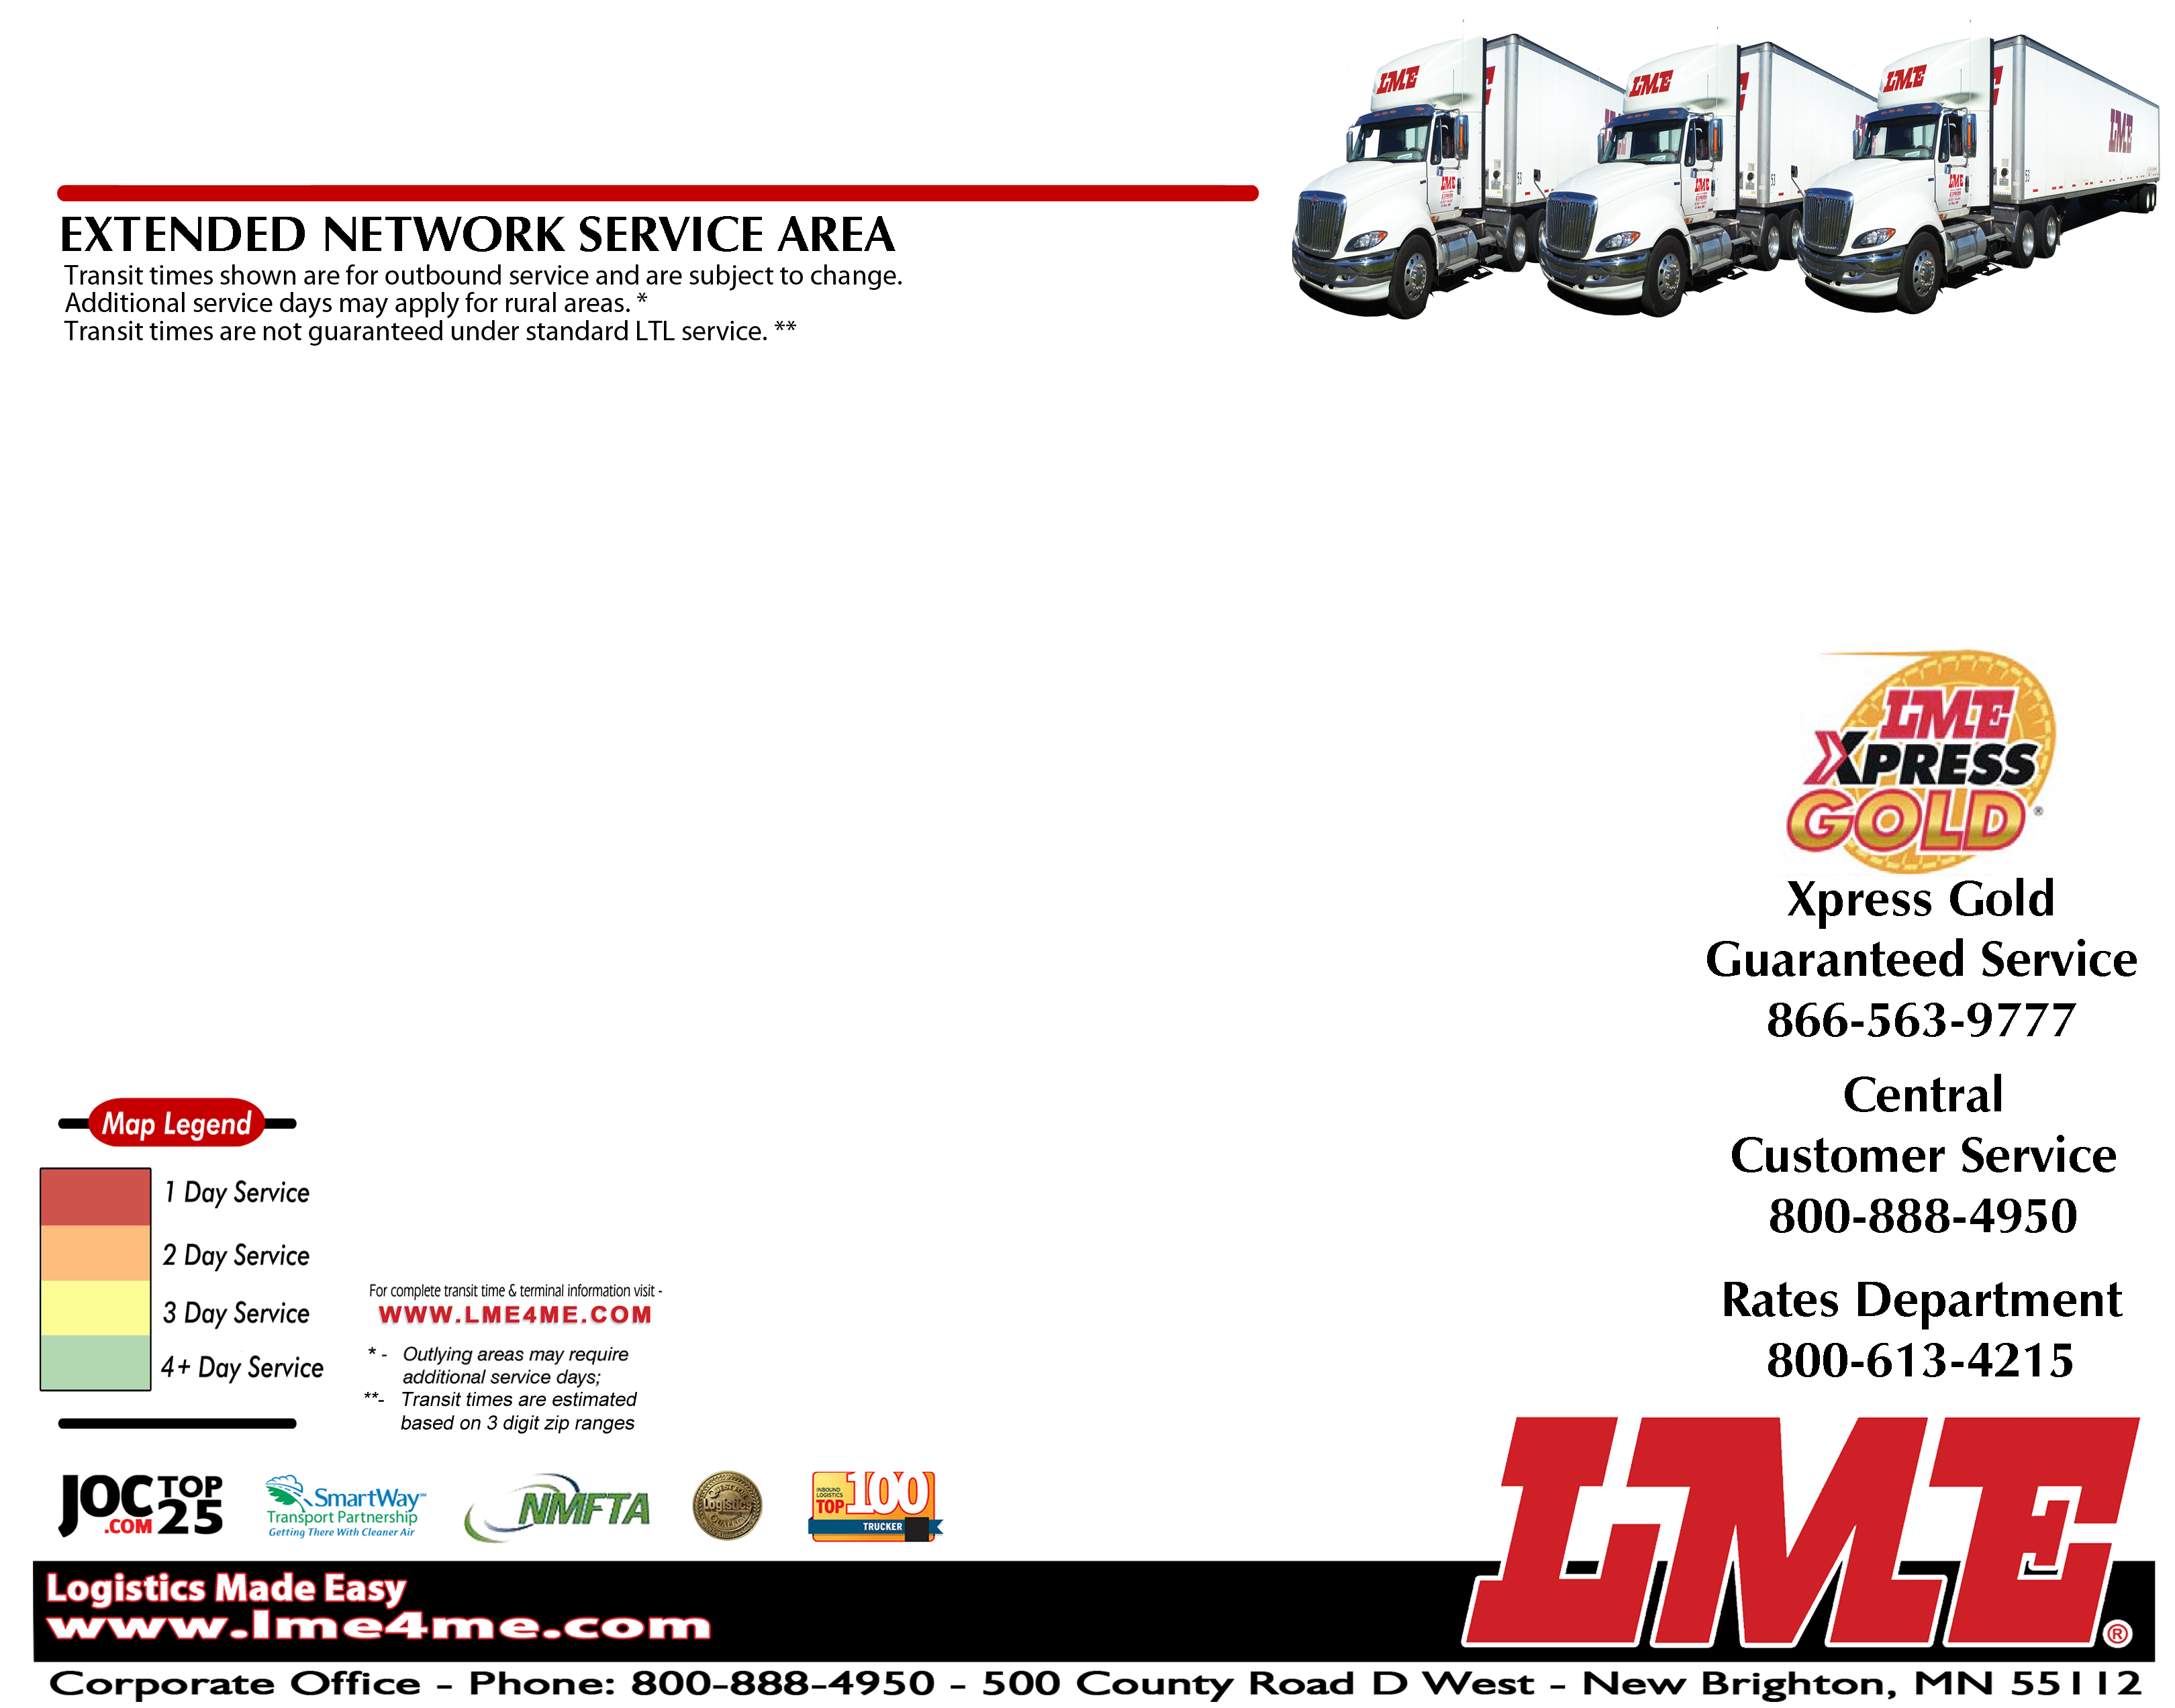 LME
LME
LME
LME
EXTENDED NETWORK SERVICE AREA
Transit times shown are for outbound service and are subject to change.
Additional service days may apply for rural areas. *
Transit times are not guaranteed under standard LTL service. **
LME
XPRESS
GOLD®
Xpress Gold
Guaranteed Service
866-563-9777
Central
Customer Service
800-888-4950
Rates Department
800-613-4215
Map Legend
1 Day Service
2 Day Service
3 Day Service
4+ Day Service
For complete transit time & terminal information visit -
WWW.LME4ME.COM
* - Outlying areas may require
additional service days;
**- Transit times are estimated
based on 3 digit zip ranges
JOC TOP
.COM 25
SmartWay
Transport Partnership
Getting There With Cleaner Air
NMFTA
Logistics
INBOUND
LOGISTICS
TOP 100
TRUCKER
Logistics Made Easy
www.lme4me.com
LME®
Corporate Office - Phone: 800-888-4950 - 500 County Road D West - New Brighton, MN 55112